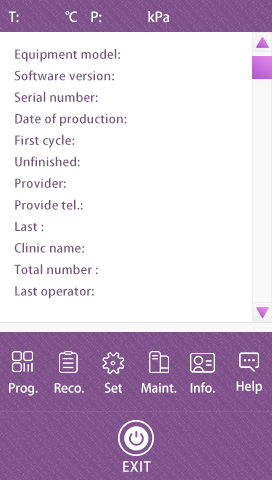 T: ℃ P: kPa
Equipment model:
Software version:
Serial number:
Date of production:
First cycle:
Unfinished:
Provider:
Provide tel.:
Last :
Clinic name:
Total number :
Last operator:
Prog. Reco. Set Maint. Info. Help
EXIT